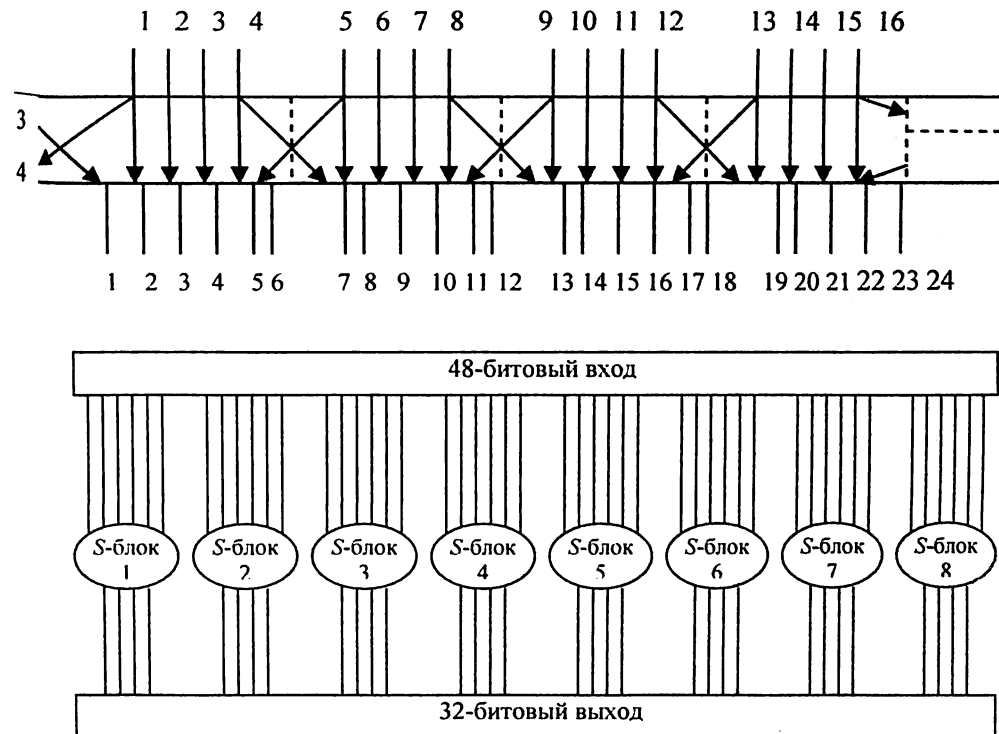 1 2 3 4 5 6 7 8 9 10 11 12 13 14 15 16
3
4
1 2 3 4 5 6 7 8 9 10 11 12 13 14 15 16 17 18 19 20 21 22 23 24
48-битовый вход
S-блок S-блок S-блок S-блок S-блок S-блок S-блок S-блок
1 2 3 4 5 6 7 8
32-битовый выход